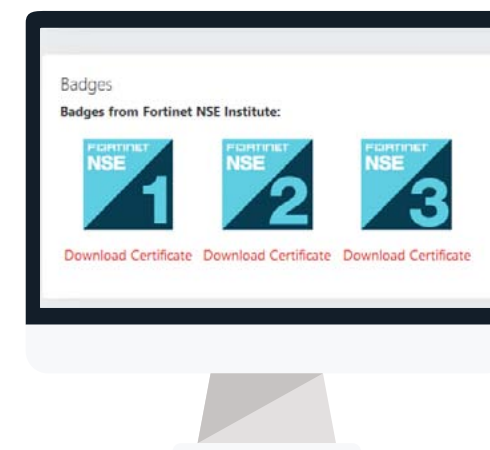 Badges
Badges from Fortinet NSE Institute:
FORTINET FORTINET FORTINET
NSE NSE NSE
1 2 3
Download Certificate Download Certificate Download Certificate